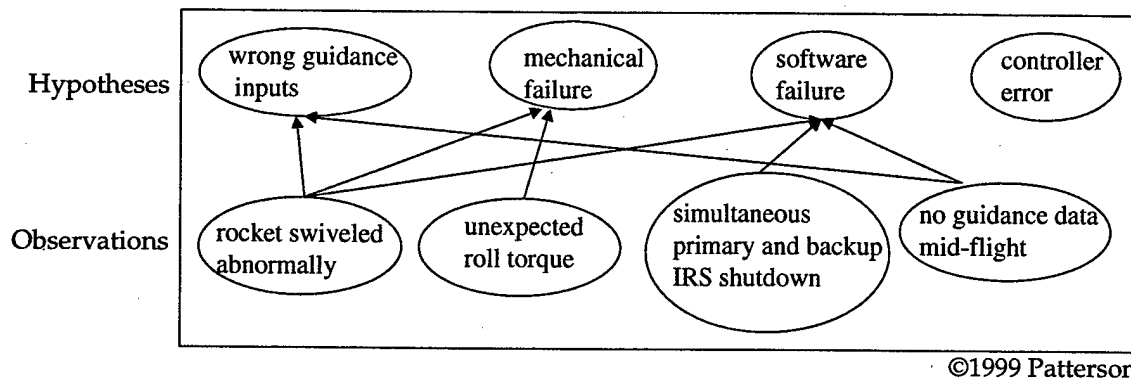 Hypotheses
wrong guidance
inputs
mechanical
failure
software
failure
controller
error
Observations
rocket swiveled
abnormally
unexpected
roll torque
simultaneous
primary and backup
IRS shutdown
no guidance data
mid-flight
©1999 Patterson